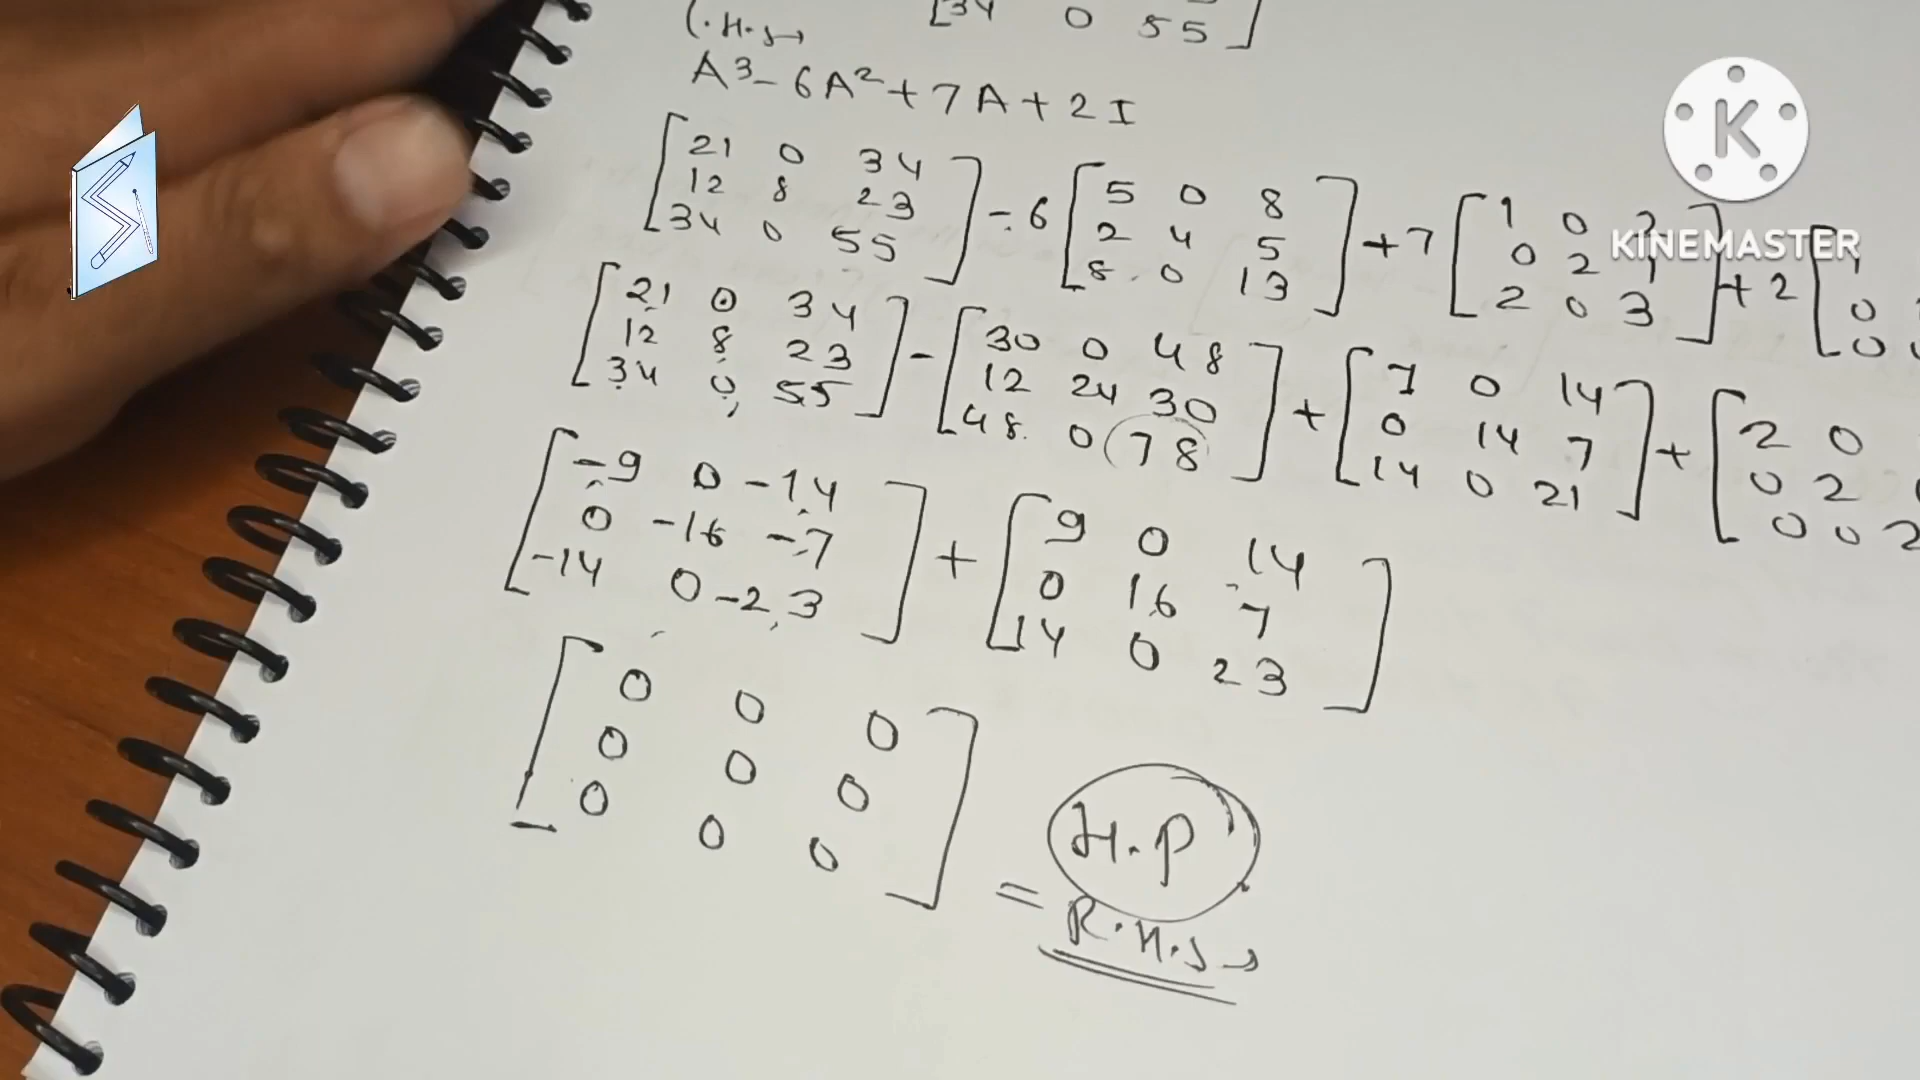 [34 0 55]
L.H.S →
A³ - 6A² + 7A + 2I
[21 0 34
12 8 23
34 0 55] - 6 [5 0 8
2 4 5
8 0 13] + 7 [1 0
0 2 1
2 0 3] + 2 [1
0
0
[21 0 34
12 8 23
34 0 55] - [30 0 48
12 24 30
48 0 78] + [7 0 14
0 14 7
14 0 21] + [2 0
0 2
0 0 2
[-9 0 -14
0 -16 -7
-14 0 -23] + [9 0 14
0 16 7
14 0 23]
[0 0 0
0 0 0
0 0 0] = H.P
R.H.S →
K
KINEMASTER